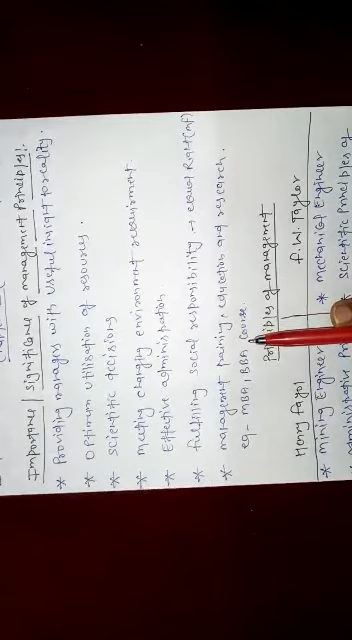 Importance / Significance of management Principles:
* Providing managers with useful insight to reality.
* Optimum utilisation of resources.
* Scientific decisions
* meeting changing environment requirement.
* Effective administration.
* fulfilling social responsibility → equal Right (mf)
* management training, education and research.
eg- MBA, BBA course.
Principles of management
Henry fayol
f.W. Taylor
* mining Engineer
* mechanical Engineer
Scientific Principles of